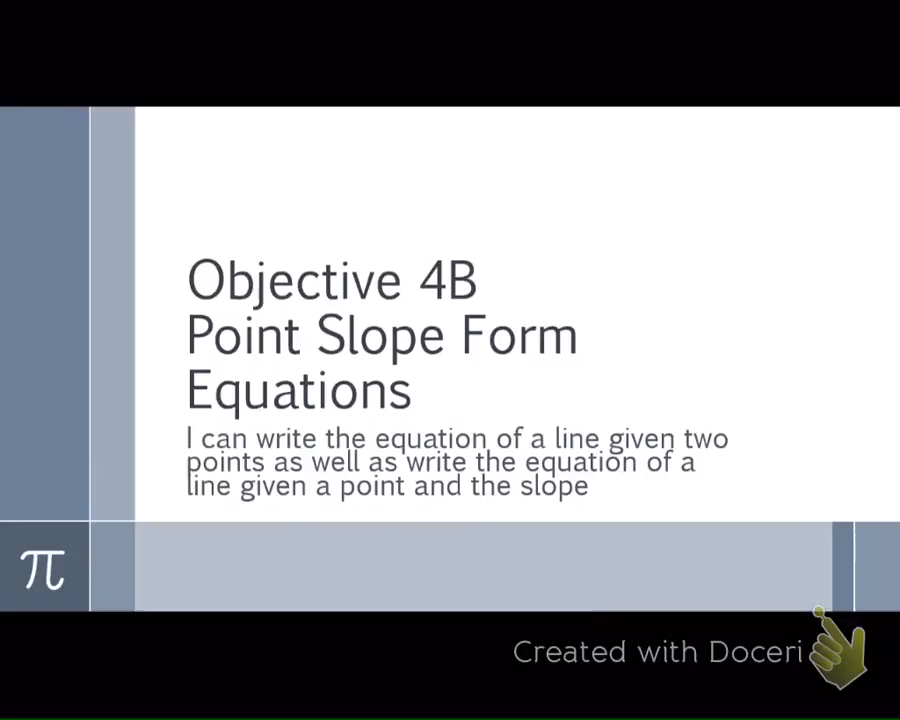 Objective 4B
Point Slope Form
Equations
I can write the equation of a line given two
points as well as write the equation of a
line given a point and the slope
π
Created with Doceri